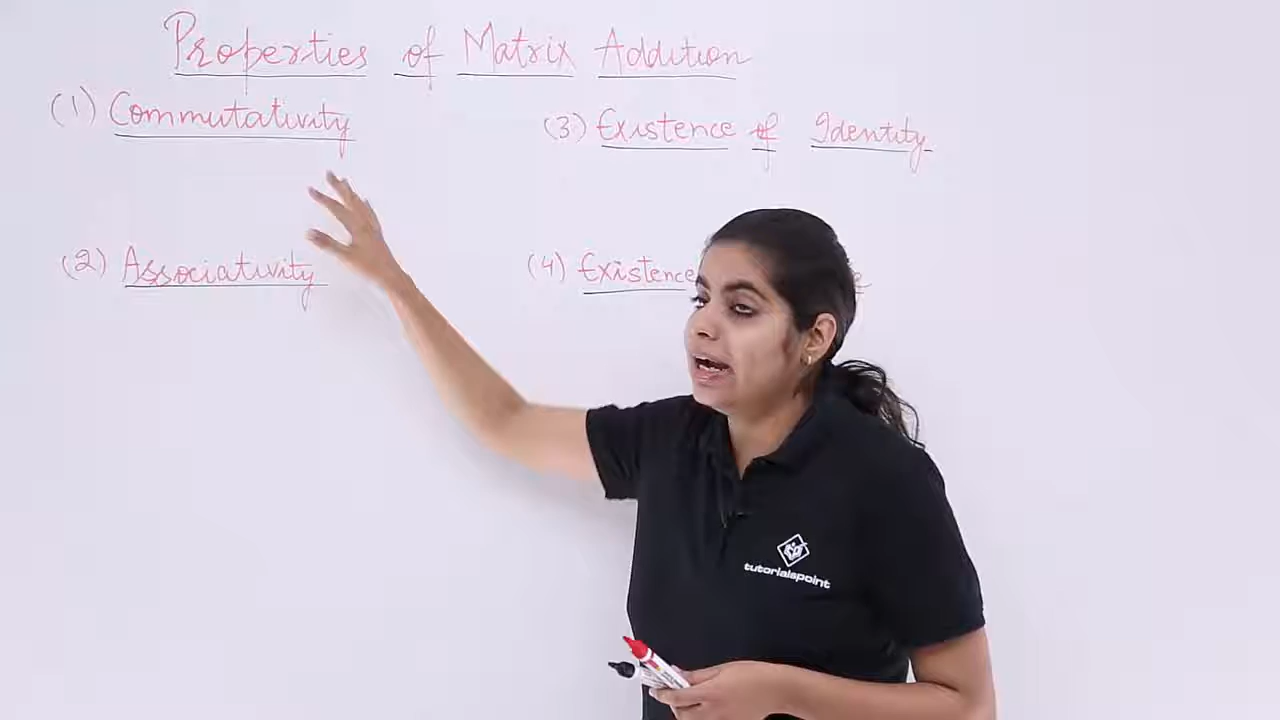 Properties of Matrix Addition
(1) Commutativity
(2) Associativity
(3) Existence of Identity
(4) Existence
tutorialspoint